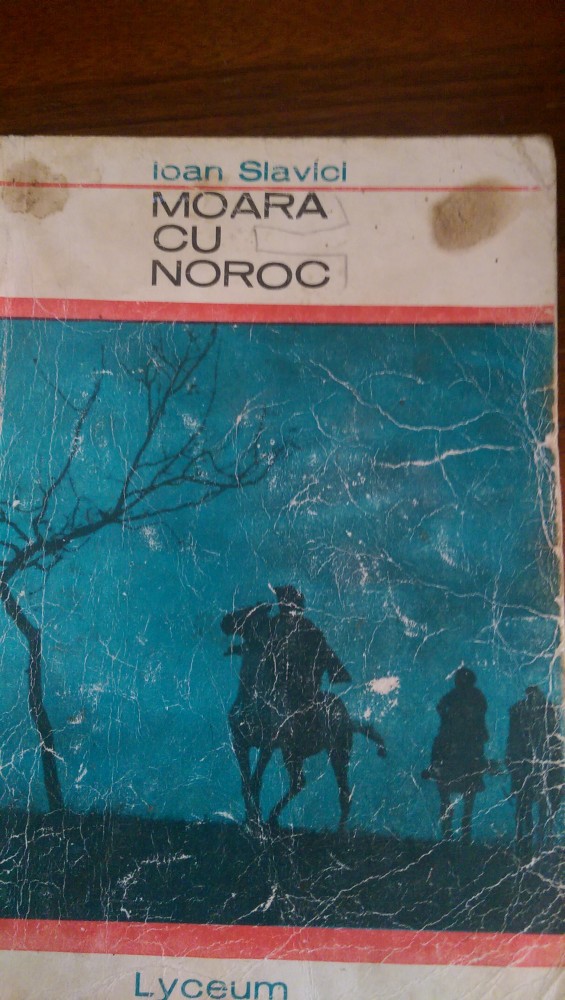 Ioan Slavici
MOARA
CU
NOROC
Lyceum